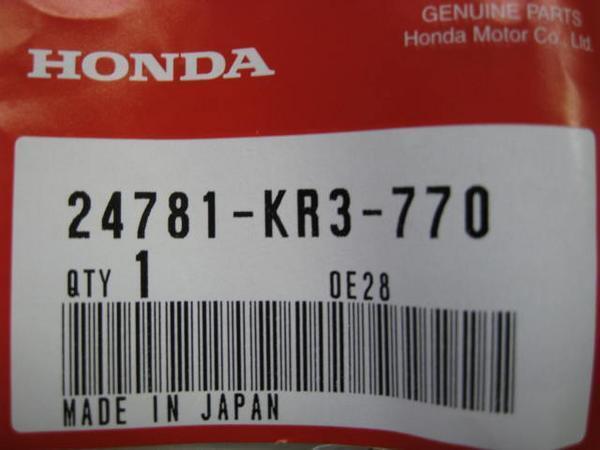 GENUINE PARTS
Honda Motor Co., Ltd.
HONDA
24781-KR3-770
QTY 1 0E28
MADE IN JAPAN